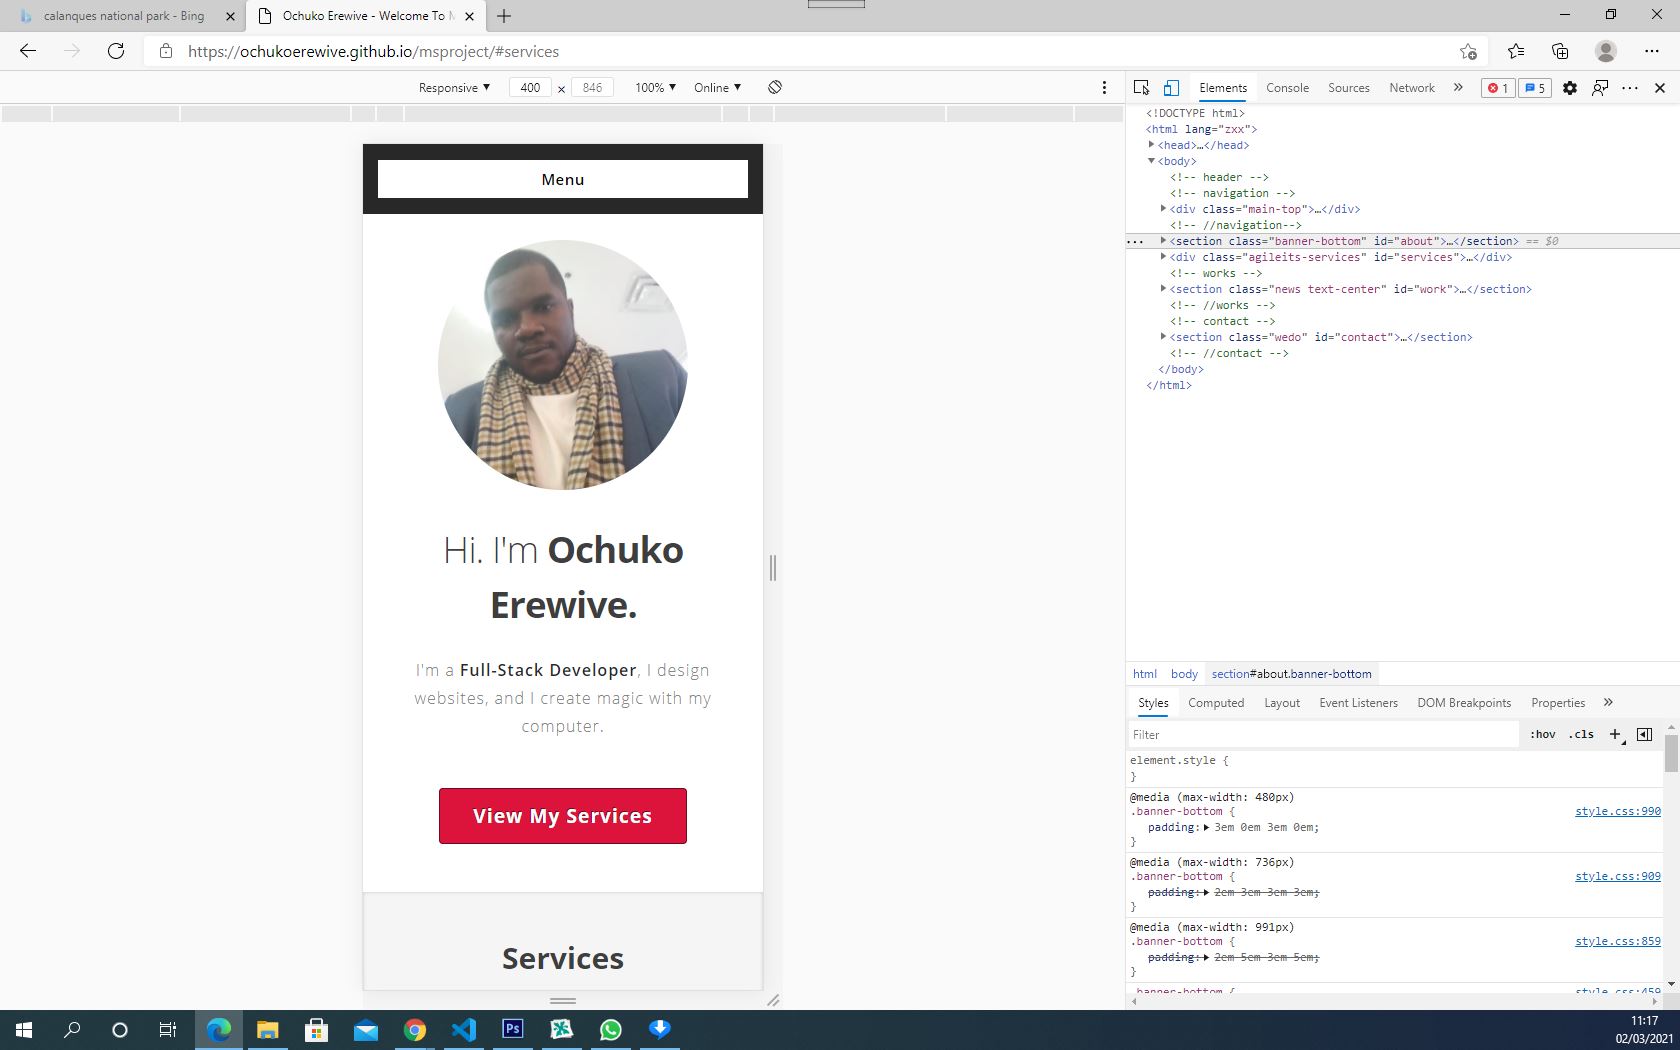 calanques national park - Bing
Ochuko Erewive - Welcome To M
https://ochukoerewive.github.io/msproject/#services
Responsive ▼ 400 x 846 100% ▼ Online ▼
Elements Console Sources Network » 1 5
<!DOCTYPE html>
<html lang="zxx">
<head>…</head>
<body>
<!-- header -->
<!-- navigation -->
<div class="main-top">…</div>
<!-- //navigation-->
<section class="banner-bottom" id="about">…</section> == $0
<div class="agileits-services" id="services">…</div>
<!-- works -->
<section class="news text-center" id="work">…</section>
<!-- //works -->
<!-- contact -->
<section class="wedo" id="contact">…</section>
<!-- //contact -->
</body>
</html>
Menu
Hi. I'm Ochuko
Erewive.
I'm a Full-Stack Developer, I design
websites, and I create magic with my
computer.
View My Services
Services
html body section#about.banner-bottom
Styles Computed Layout Event Listeners DOM Breakpoints Properties »
Filter :hov .cls +
element.style {
}
@media (max-width: 480px)
.banner-bottom { style.css:990
padding: 3em 0em 3em 0em;
}
@media (max-width: 736px)
.banner-bottom { style.css:909
padding: 2em 3em 3em 3em;
}
@media (max-width: 991px)
.banner-bottom { style.css:859
padding: 2em 5em 3em 5em;
}
.banner-bottom { style.css:459
Ps
11:17
02/03/2021